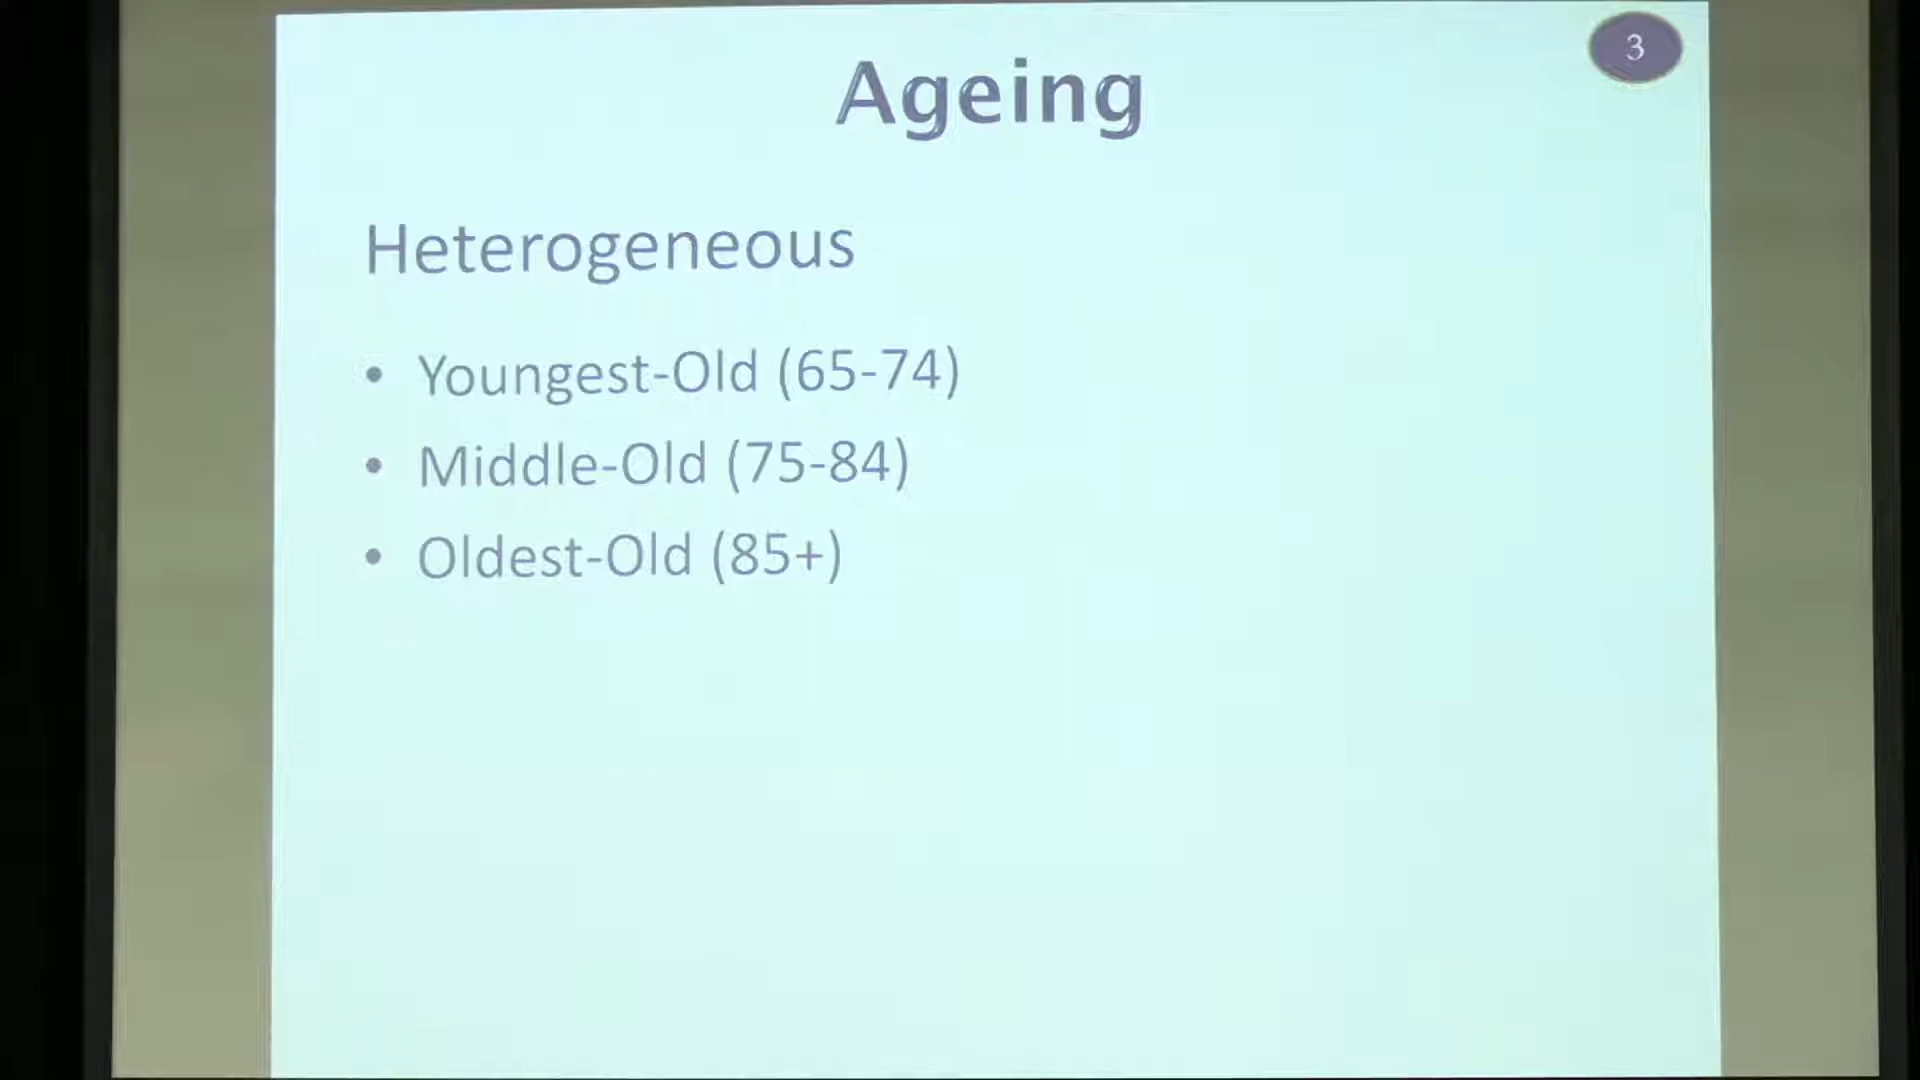 3
Ageing
Heterogeneous
• Youngest-Old (65-74)
• Middle-Old (75-84)
• Oldest-Old (85+)